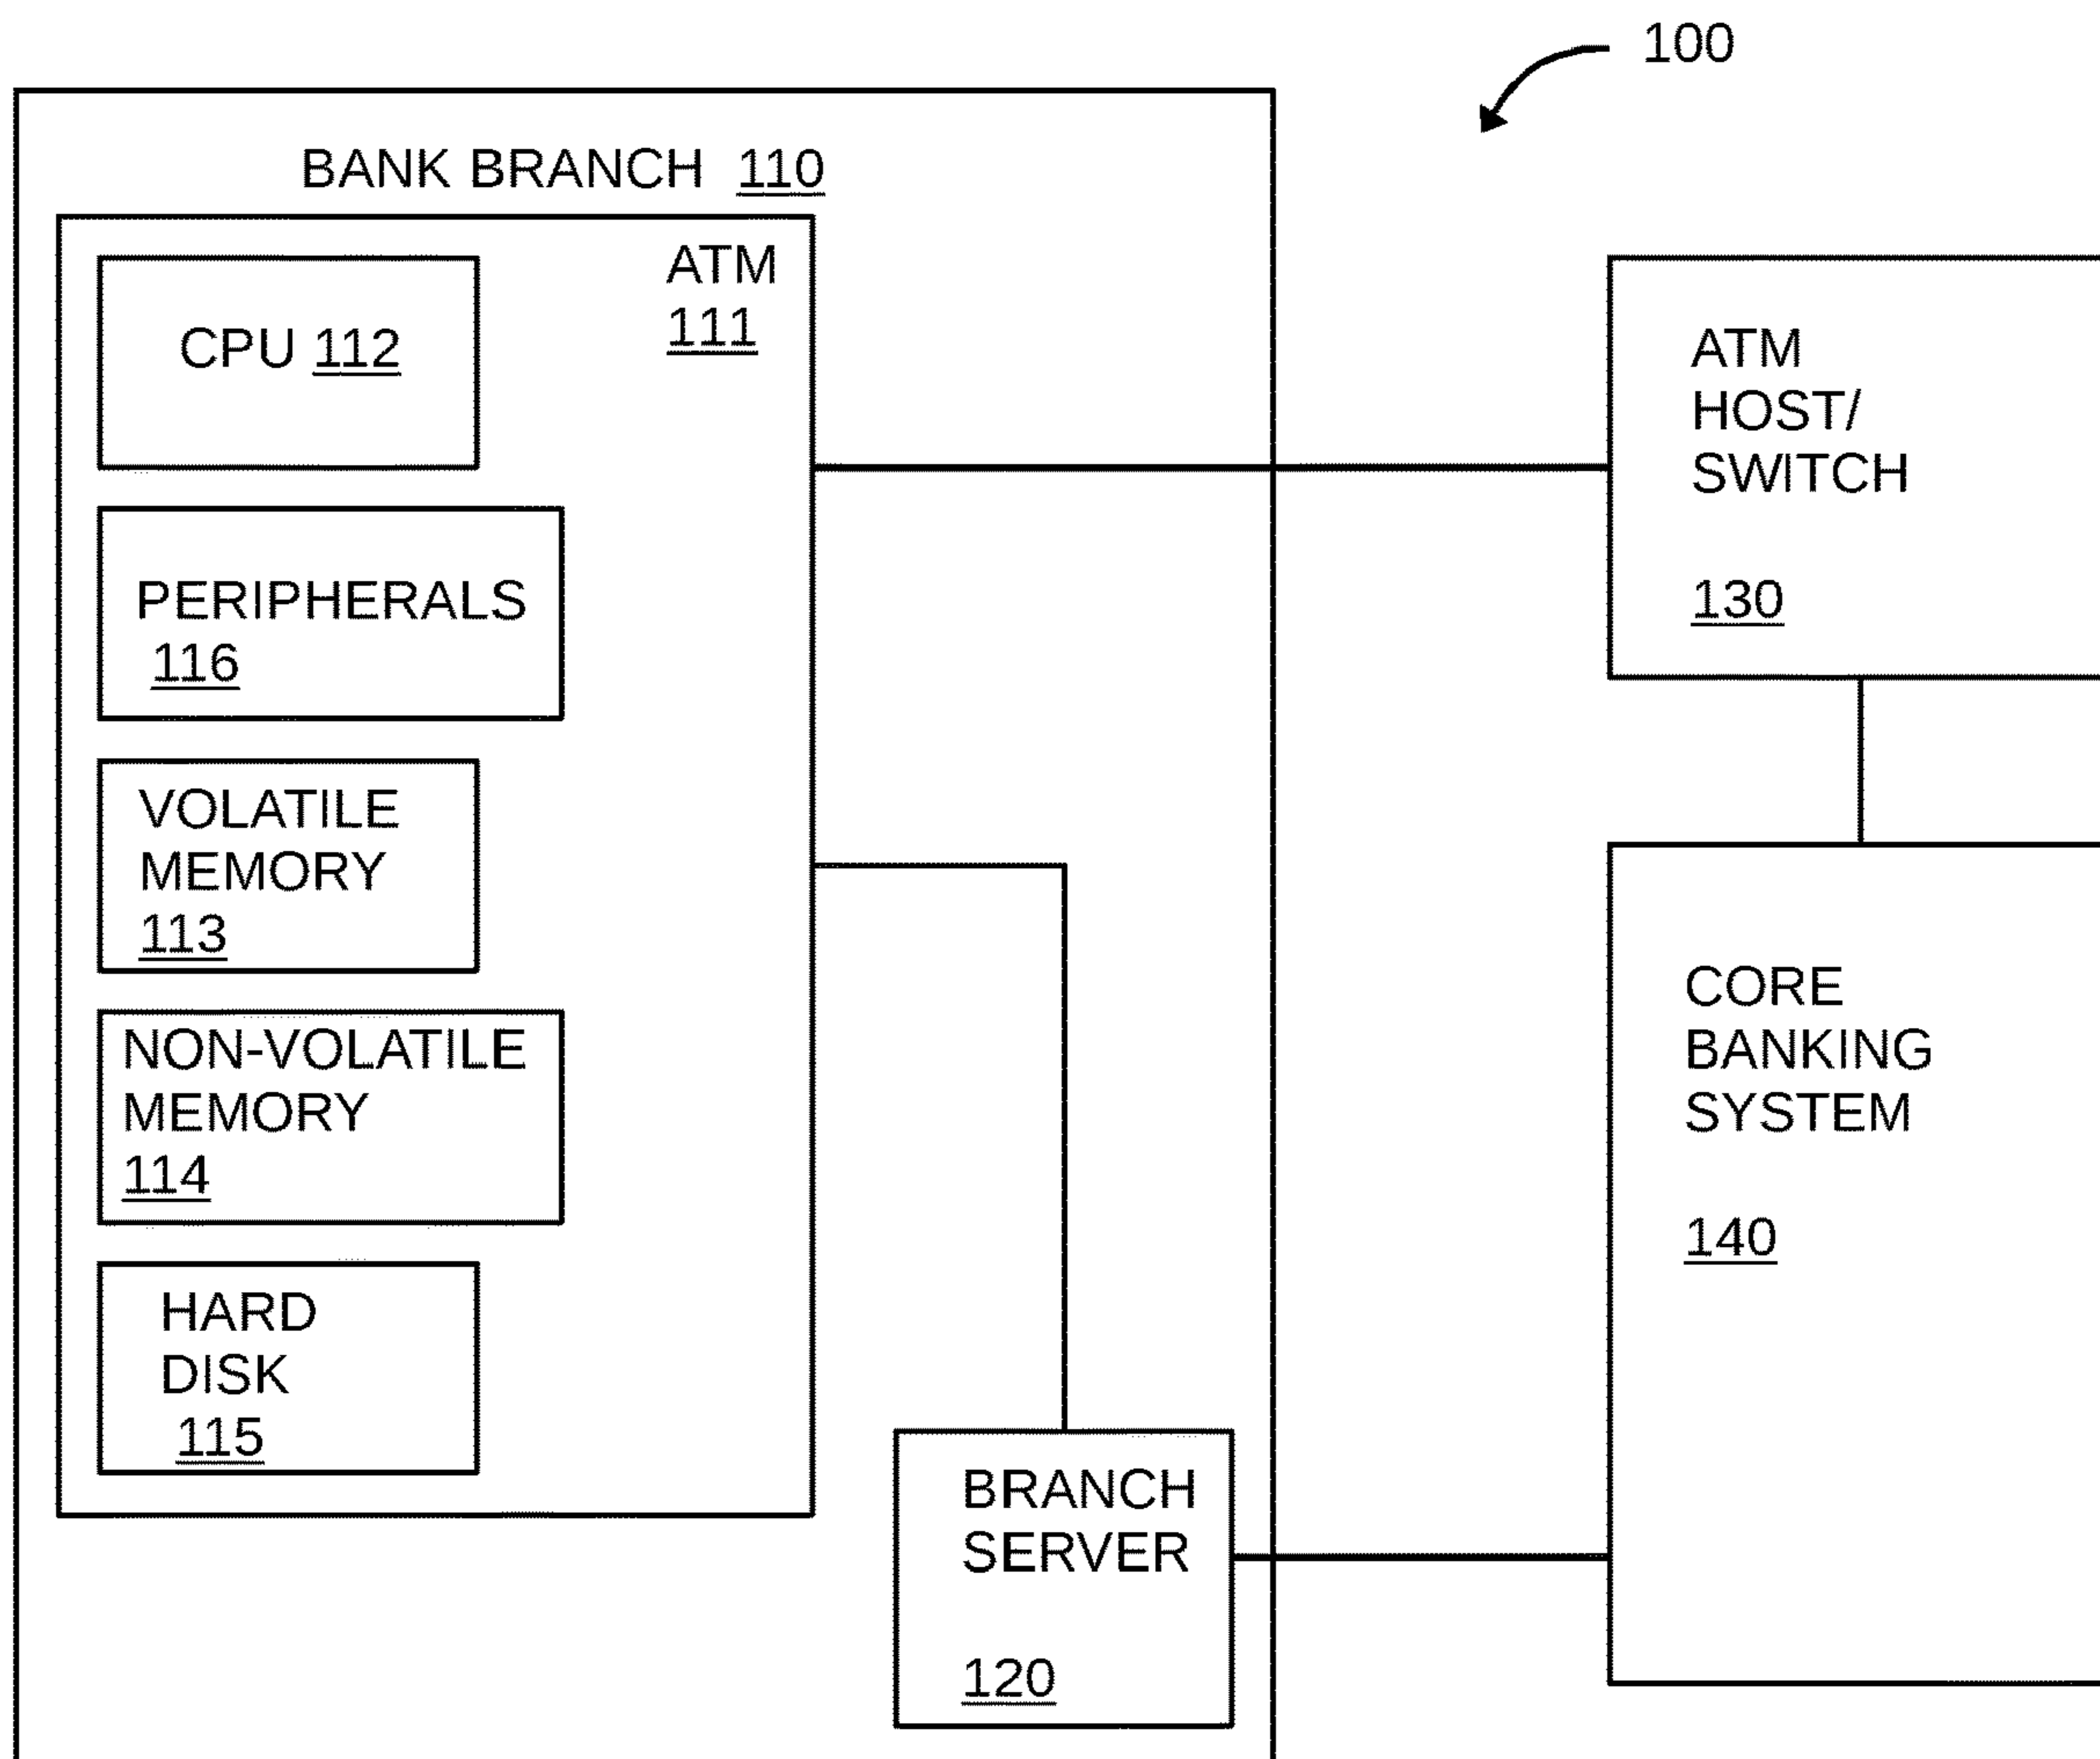 100
BANK BRANCH 110
ATM
111
CPU 112
PERIPHERALS
116
VOLATILE
MEMORY
113
NON-VOLATILE
MEMORY
114
HARD
DISK
115
BRANCH
SERVER
120
ATM
HOST/
SWITCH
130
CORE
BANKING
SYSTEM
140